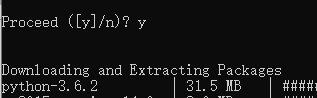 Proceed ([y]/n)? y
Downloading and Extracting Packages
python-3.6.2 | 31.5 MB | ####